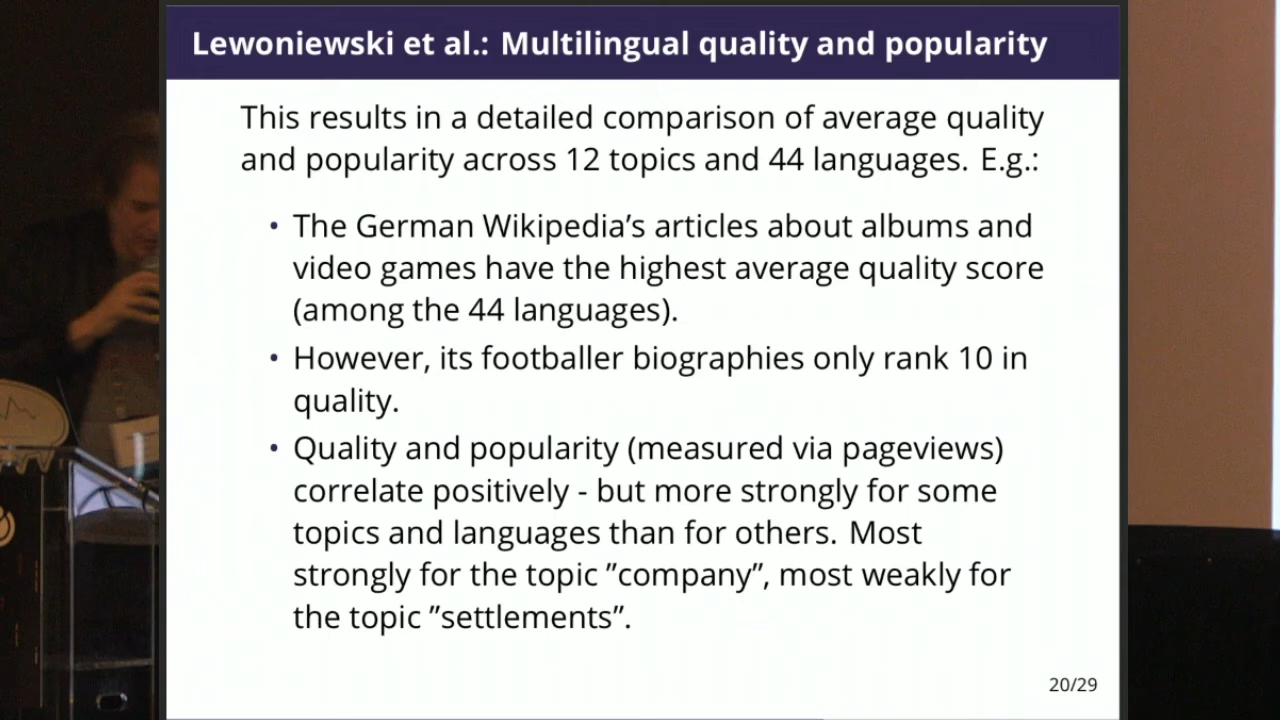 Lewoniewski et al.: Multilingual quality and popularity
This results in a detailed comparison of average quality
and popularity across 12 topics and 44 languages. E.g.:
• The German Wikipedia’s articles about albums and
video games have the highest average quality score
(among the 44 languages).
• However, its footballer biographies only rank 10 in
quality.
• Quality and popularity (measured via pageviews)
correlate positively - but more strongly for some
topics and languages than for others. Most
strongly for the topic ”company”, most weakly for
the topic ”settlements”.
20/29